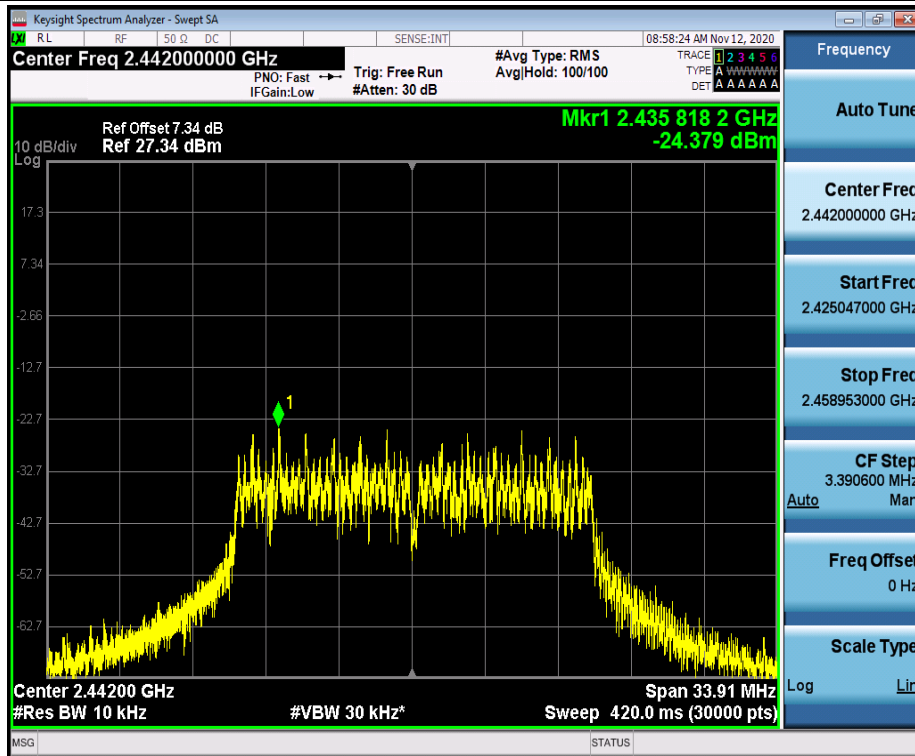 Keysight Spectrum Analyzer - Swept SA
LXI RL RF 50 Ω DC SENSE:INT 08:58:24 AM Nov 12, 2020
Center Freq 2.442000000 GHz
PNO: Fast
IFGain:Low
Trig: Free Run
#Atten: 30 dB
#Avg Type: RMS
Avg|Hold: 100/100
TRACE 1 2 3 4 5 6
TYPE A WWWWW
DET A A A A A A
Mkr1 2.435 818 2 GHz
-24.379 dBm
Ref Offset 7.34 dB
10 dB/div Ref 27.34 dBm
Log
17.3
7.34
-2.66
-12.7
-22.7
-32.7
-42.7
-52.7
-62.7
1
Center 2.44200 GHz
Span 33.91 MHz
#Res BW 10 kHz
#VBW 30 kHz*
Sweep 420.0 ms (30000 pts)
MSG STATUS
Frequency
Auto Tune
Center Freq
2.442000000 GHz
Start Freq
2.425047000 GHz
Stop Freq
2.458953000 GHz
CF Step
3.390600 MHz
Auto Man
Freq Offset
0 Hz
Scale Type
Log Lin